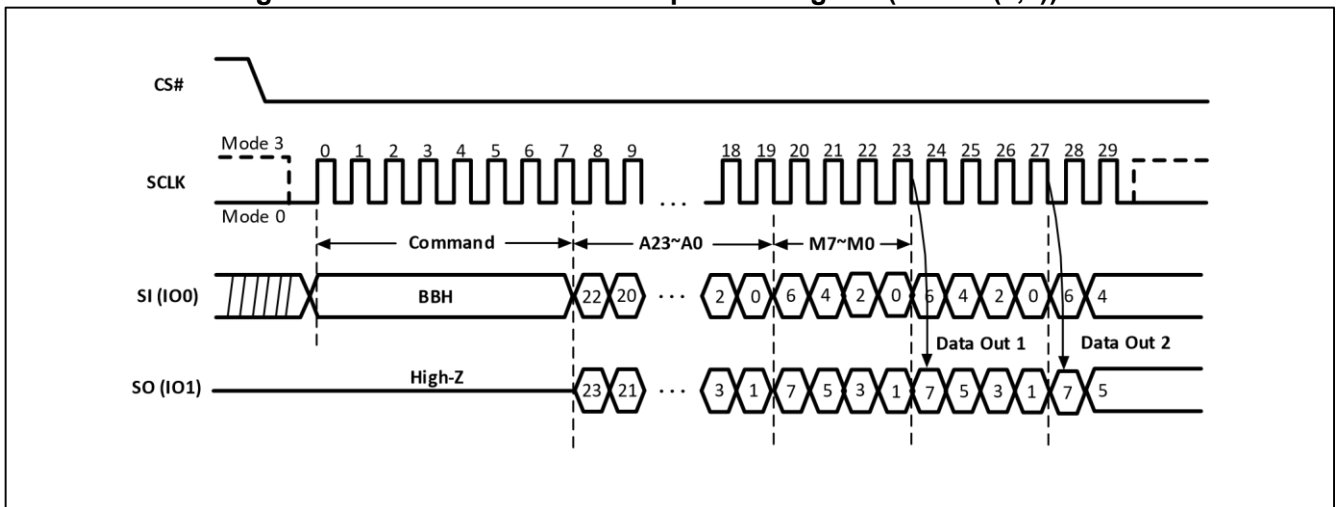 CS#
Mode 3
0 1 2 3 4 5 6 7 8 9 18 19 20 21 22 23 24 25 26 27 28 29
SCLK
...
Mode 0
Command A23~A0 M7~M0
SI (IO0) BBH 22 20 ... 2 0 6 4 2 0 6 4 2 0 6 4
Data Out 1 Data Out 2
High-Z
SO (IO1) 23 21 ... 3 1 7 5 3 1 7 5 3 1 7 5